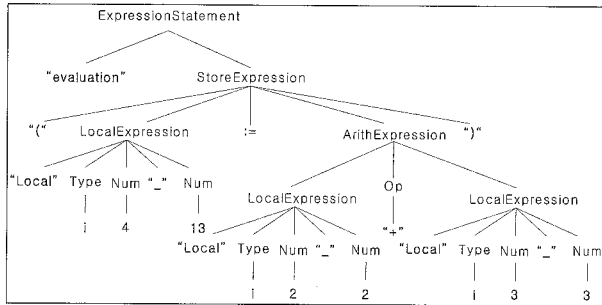 ExpressionStatement
"evaluation" StoreExpression
"(" LocalExpression := ArithExpression ")"
"Local" Type Num "_" Num LocalExpression Op LocalExpression
i 4 13 "+"
"Local" Type Num "_" Num "Local" Type Num "_" Num
i 2 2 i 3 3